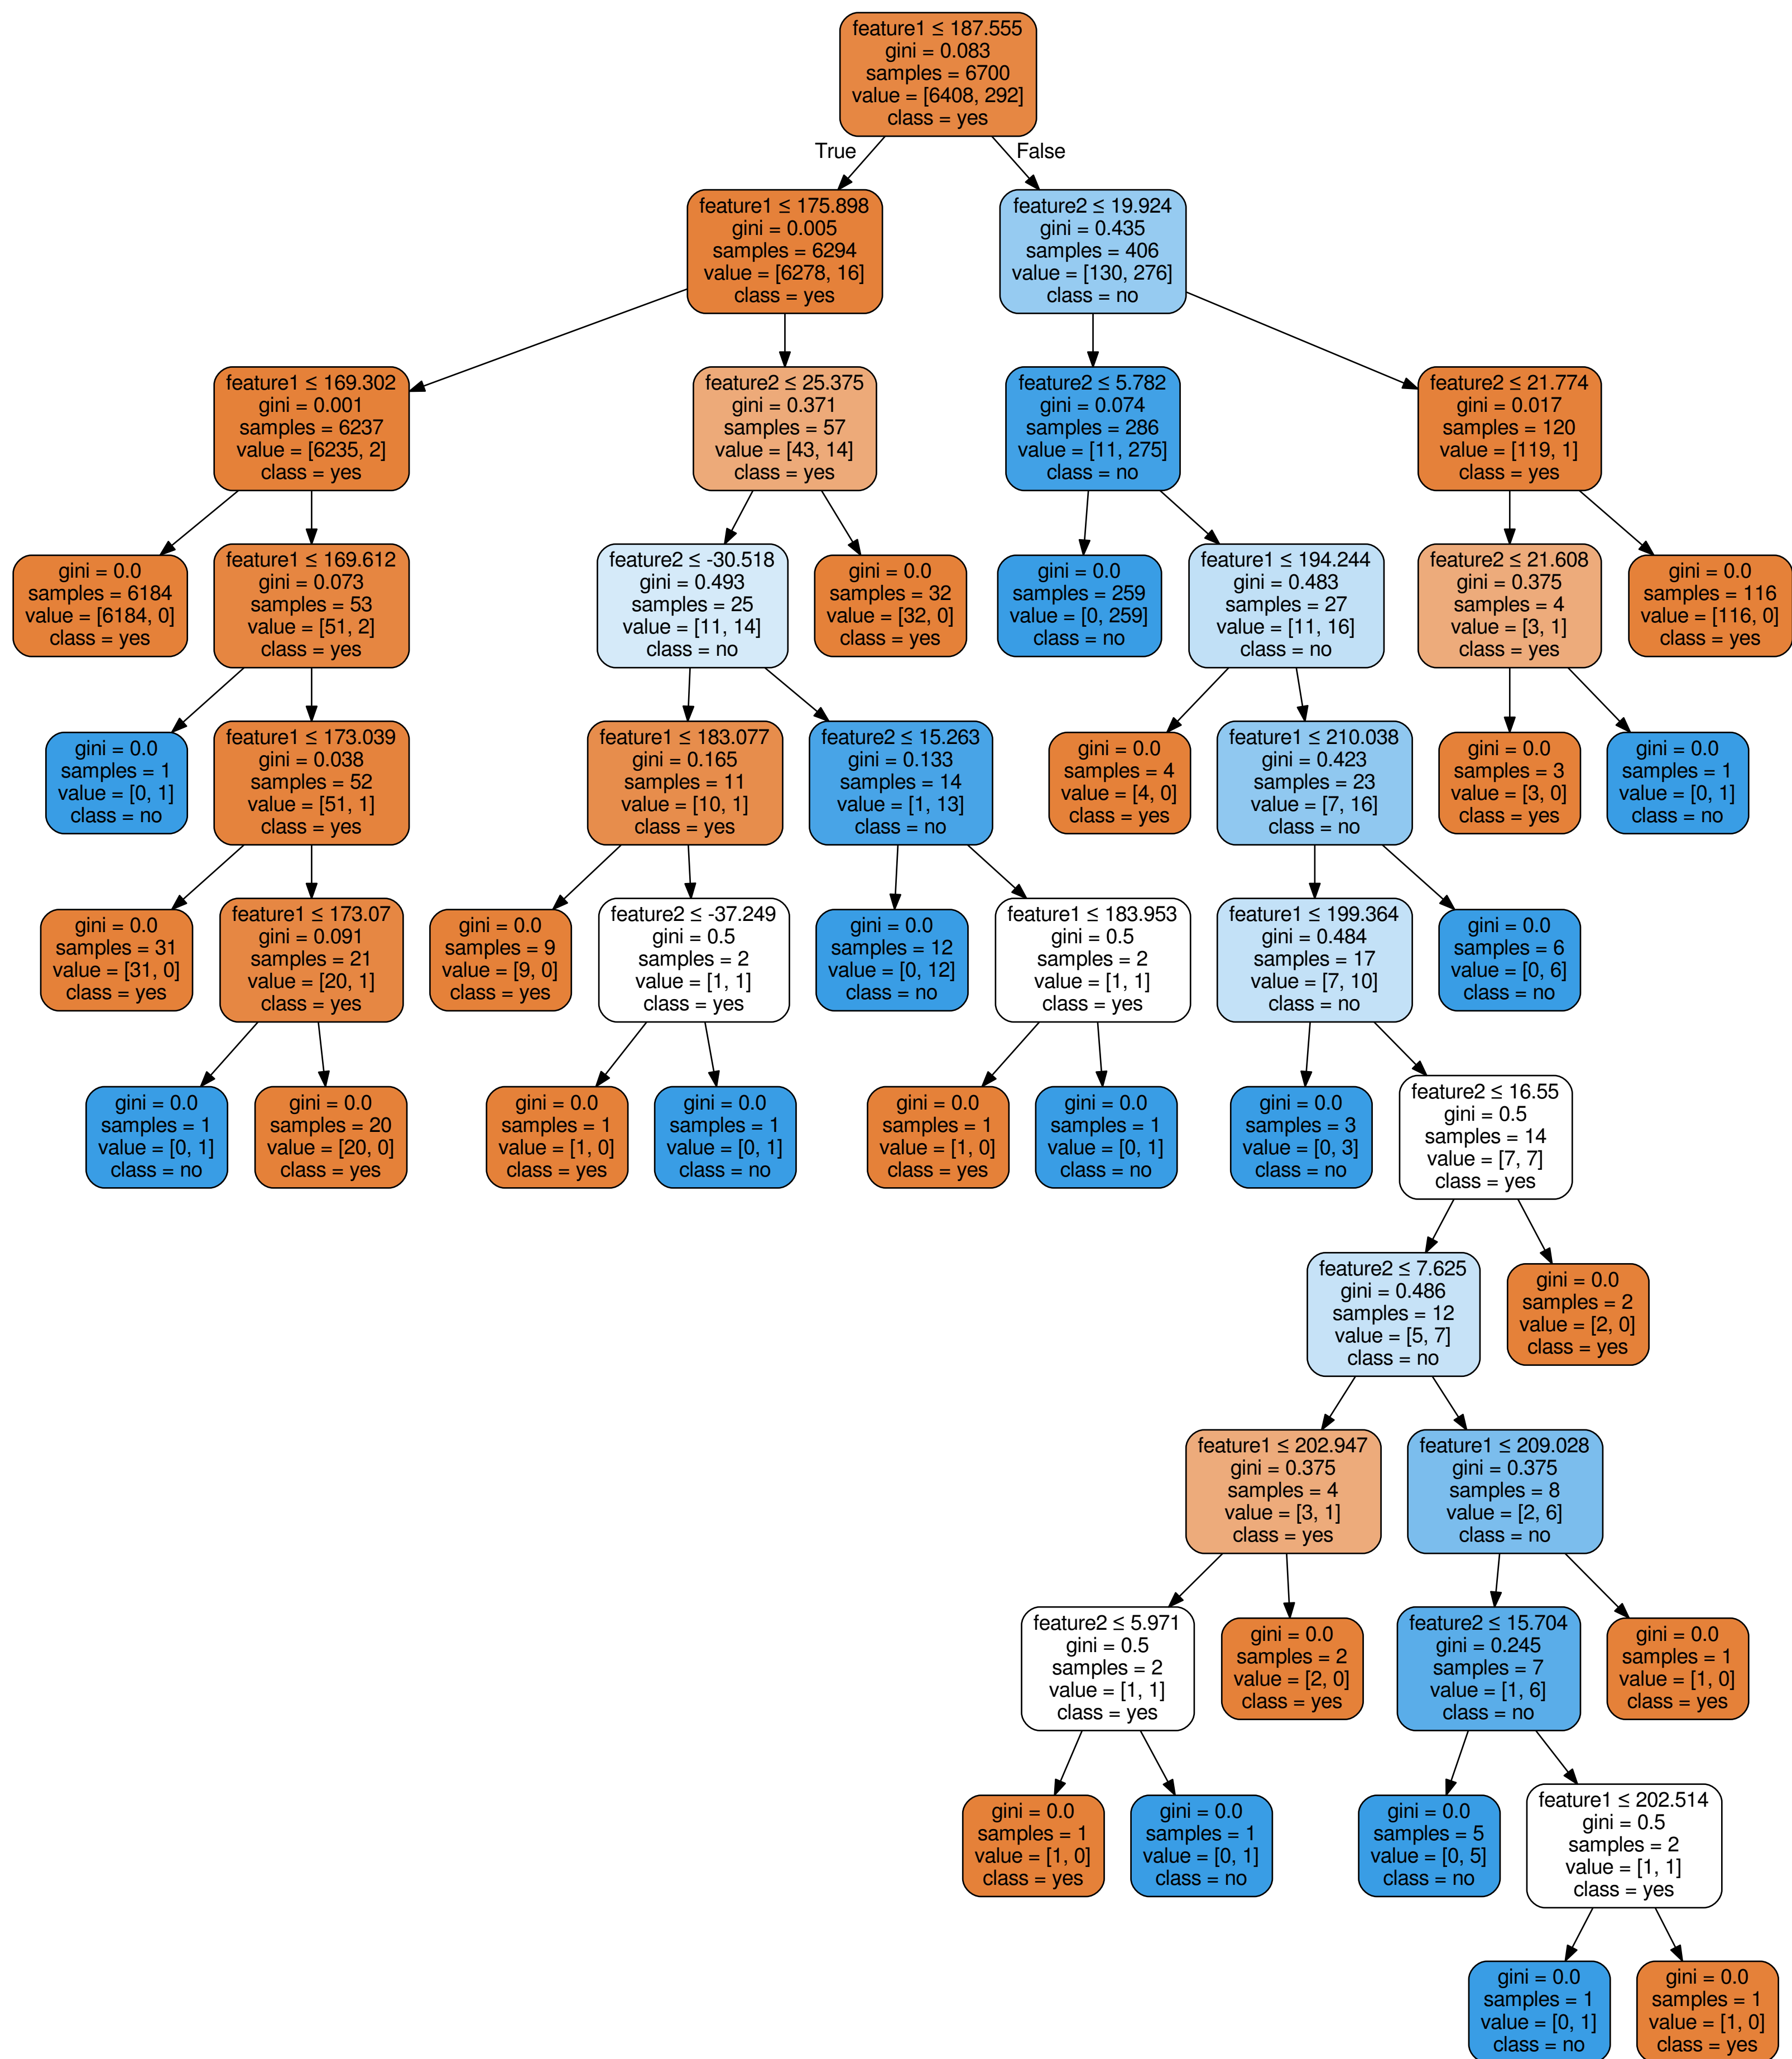 feature1 ≤ 187.555
gini = 0.083
samples = 6700
value = [6408, 292]
class = yes
True
False
feature1 ≤ 175.898
gini = 0.005
samples = 6294
value = [6278, 16]
class = yes
feature2 ≤ 19.924
gini = 0.435
samples = 406
value = [130, 276]
class = no
feature1 ≤ 169.302
gini = 0.001
samples = 6237
value = [6235, 2]
class = yes
feature2 ≤ 25.375
gini = 0.371
samples = 57
value = [43, 14]
class = yes
feature2 ≤ 5.782
gini = 0.074
samples = 286
value = [11, 275]
class = no
feature2 ≤ 21.774
gini = 0.017
samples = 120
value = [119, 1]
class = yes
gini = 0.0
samples = 6184
value = [6184, 0]
class = yes
feature1 ≤ 169.612
gini = 0.073
samples = 53
value = [51, 2]
class = yes
feature2 ≤ -30.518
gini = 0.493
samples = 25
value = [11, 14]
class = no
gini = 0.0
samples = 32
value = [32, 0]
class = yes
gini = 0.0
samples = 259
value = [0, 259]
class = no
feature1 ≤ 194.244
gini = 0.483
samples = 27
value = [11, 16]
class = no
feature2 ≤ 21.608
gini = 0.375
samples = 4
value = [3, 1]
class = yes
gini = 0.0
samples = 116
value = [116, 0]
class = yes
gini = 0.0
samples = 1
value = [0, 1]
class = no
feature1 ≤ 173.039
gini = 0.038
samples = 52
value = [51, 1]
class = yes
feature1 ≤ 183.077
gini = 0.165
samples = 11
value = [10, 1]
class = yes
feature2 ≤ 15.263
gini = 0.133
samples = 14
value = [1, 13]
class = no
gini = 0.0
samples = 4
value = [4, 0]
class = yes
feature1 ≤ 210.038
gini = 0.423
samples = 23
value = [7, 16]
class = no
gini = 0.0
samples = 3
value = [3, 0]
class = yes
gini = 0.0
samples = 1
value = [0, 1]
class = no
gini = 0.0
samples = 31
value = [31, 0]
class = yes
feature1 ≤ 173.07
gini = 0.091
samples = 21
value = [20, 1]
class = yes
gini = 0.0
samples = 9
value = [9, 0]
class = yes
feature2 ≤ -37.249
gini = 0.5
samples = 2
value = [1, 1]
class = yes
gini = 0.0
samples = 12
value = [0, 12]
class = no
feature1 ≤ 183.953
gini = 0.5
samples = 2
value = [1, 1]
class = yes
feature1 ≤ 199.364
gini = 0.484
samples = 17
value = [7, 10]
class = no
gini = 0.0
samples = 6
value = [0, 6]
class = no
gini = 0.0
samples = 1
value = [0, 1]
class = no
gini = 0.0
samples = 20
value = [20, 0]
class = yes
gini = 0.0
samples = 1
value = [1, 0]
class = yes
gini = 0.0
samples = 1
value = [0, 1]
class = no
gini = 0.0
samples = 1
value = [1, 0]
class = yes
gini = 0.0
samples = 1
value = [0, 1]
class = no
gini = 0.0
samples = 3
value = [0, 3]
class = no
feature2 ≤ 16.55
gini = 0.5
samples = 14
value = [7, 7]
class = yes
feature2 ≤ 7.625
gini = 0.486
samples = 12
value = [5, 7]
class = no
gini = 0.0
samples = 2
value = [2, 0]
class = yes
feature1 ≤ 202.947
gini = 0.375
samples = 4
value = [3, 1]
class = yes
feature1 ≤ 209.028
gini = 0.375
samples = 8
value = [2, 6]
class = no
feature2 ≤ 5.971
gini = 0.5
samples = 2
value = [1, 1]
class = yes
gini = 0.0
samples = 2
value = [2, 0]
class = yes
feature2 ≤ 15.704
gini = 0.245
samples = 7
value = [1, 6]
class = no
gini = 0.0
samples = 1
value = [1, 0]
class = yes
gini = 0.0
samples = 1
value = [1, 0]
class = yes
gini = 0.0
samples = 1
value = [0, 1]
class = no
gini = 0.0
samples = 5
value = [0, 5]
class = no
feature1 ≤ 202.514
gini = 0.5
samples = 2
value = [1, 1]
class = yes
gini = 0.0
samples = 1
value = [0, 1]
class = no
gini = 0.0
samples = 1
value = [1, 0]
class = yes